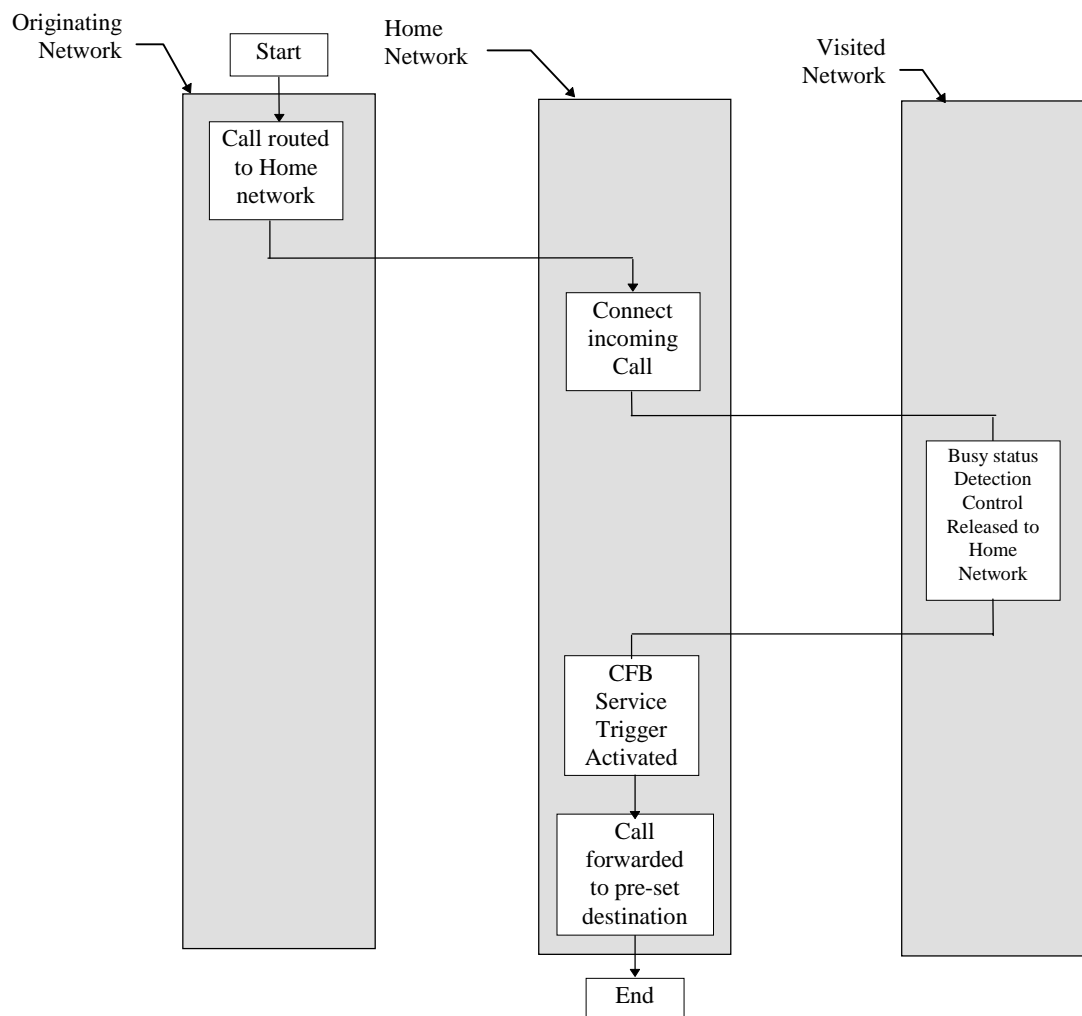 Originating
Network
Start
Home
Network
Visited
Network
Call routed
to Home
network
Connect
incoming
Call
Busy status
Detection
Control
Released to
Home
Network
CFB
Service
Trigger
Activated
Call
forwarded
to pre-set
destination
End